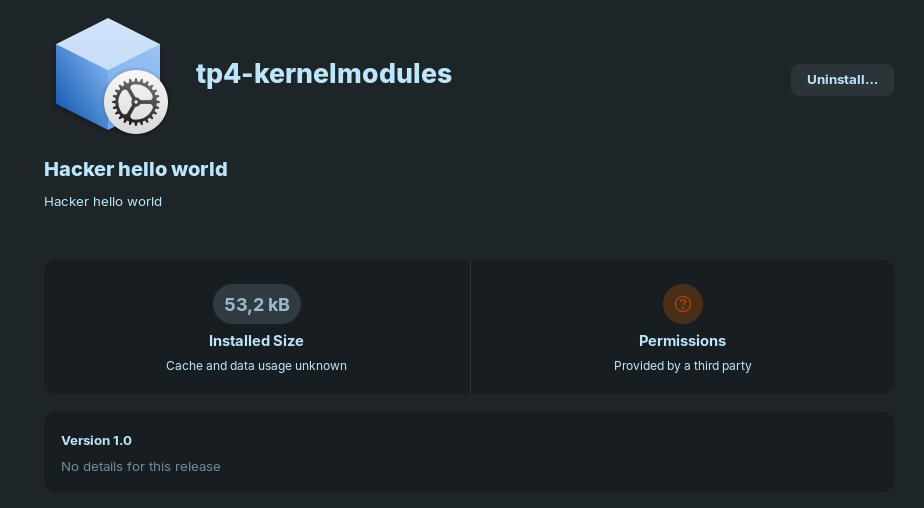 tp4-kernelmodules
Uninstall...
Hacker hello world
Hacker hello world
53,2 kB
Installed Size
Cache and data usage unknown
Permissions
Provided by a third party
Version 1.0
No details for this release